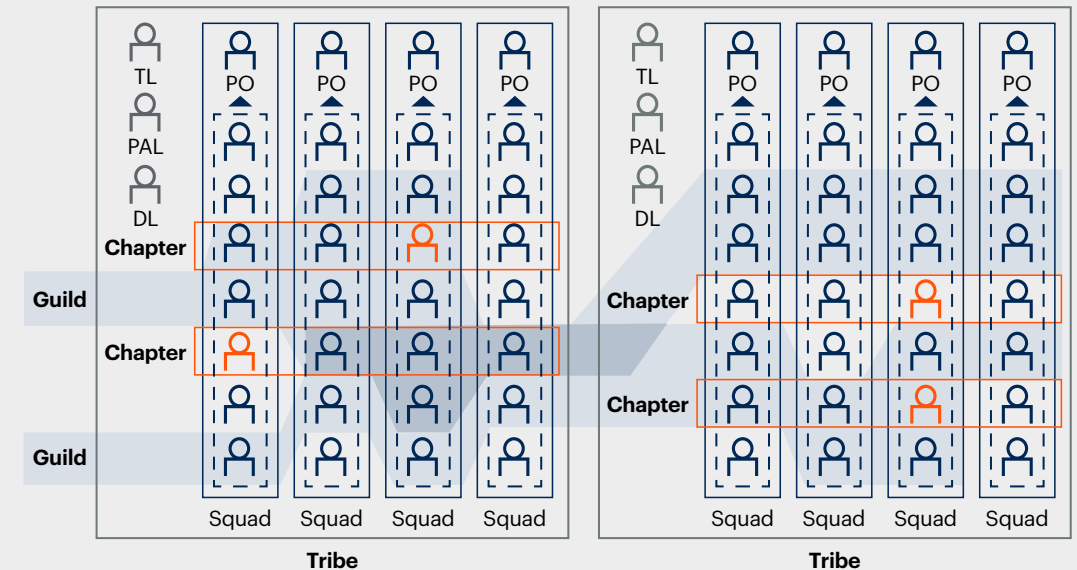 TL
PO PO PO PO
PAL
DL
Chapter
Guild
Chapter
Guild
Squad Squad Squad Squad
Tribe
TL
PO PO PO PO
PAL
DL
Chapter
Chapter
Squad Squad Squad Squad
Tribe